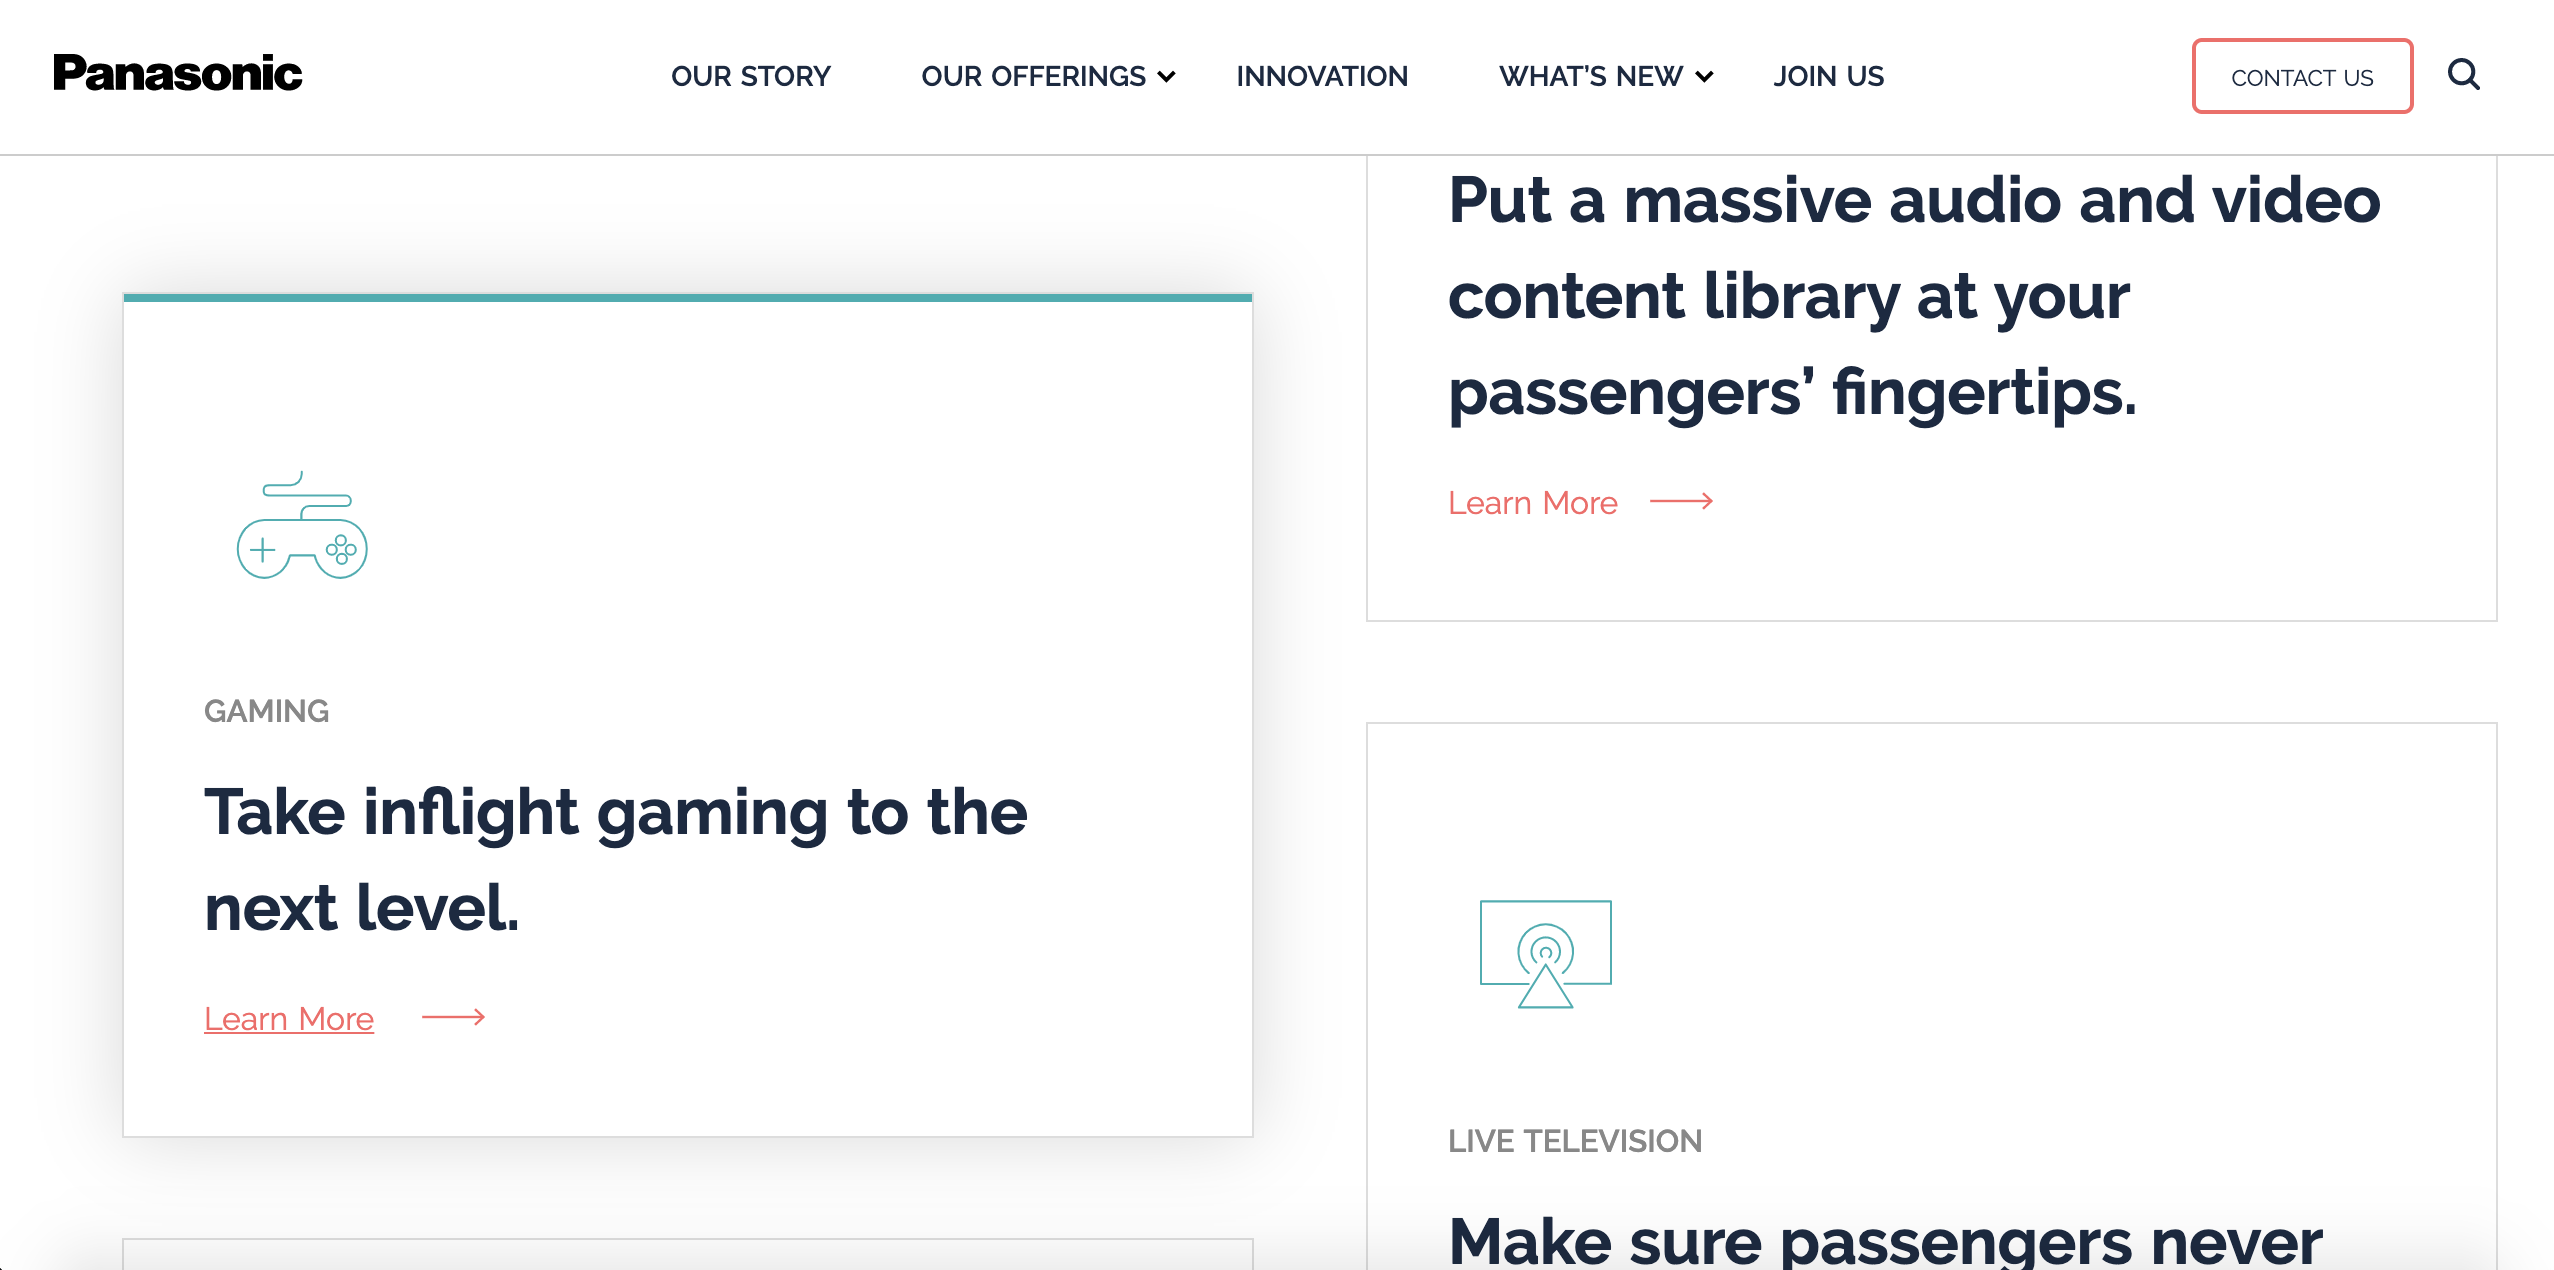 Panasonic
OUR STORY
OUR OFFERINGS
INNOVATION
WHAT'S NEW
JOIN US
CONTACT US
Put a massive audio and video
content library at your
passengers’ fingertips.
Learn More
GAMING
Take inflight gaming to the
next level.
Learn More
LIVE TELEVISION
Make sure passengers never